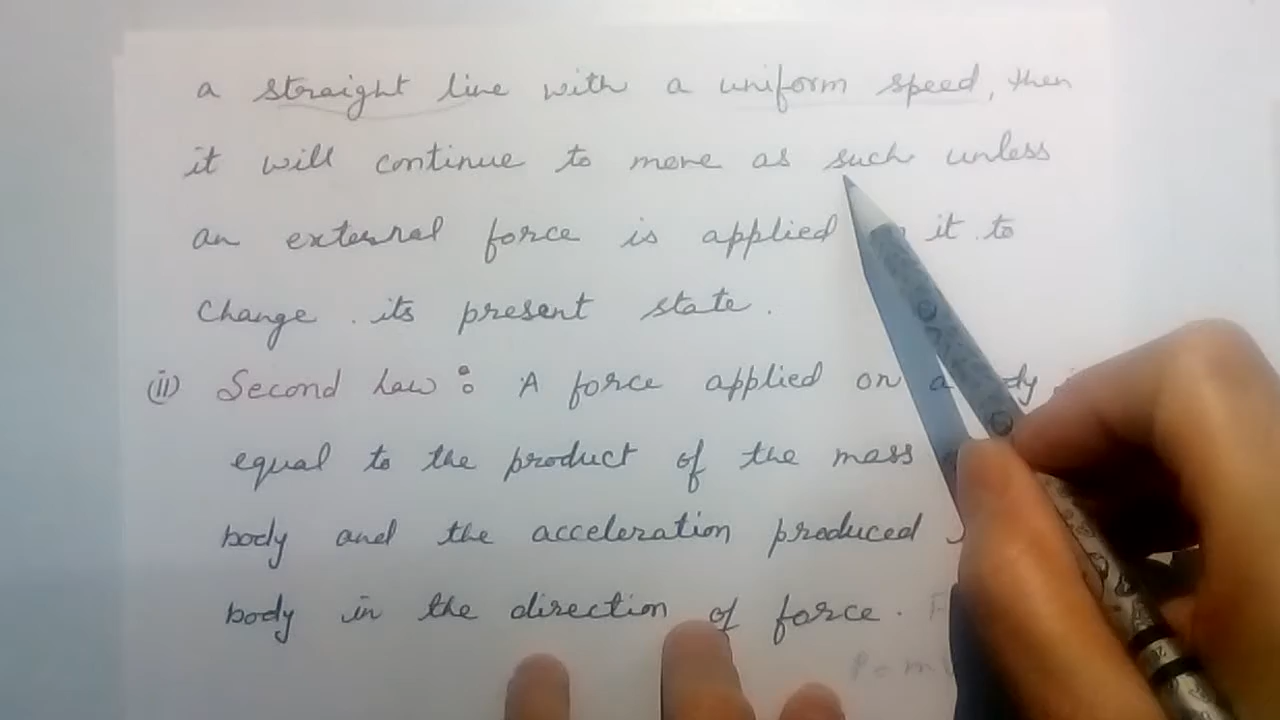 a straight line with a uniform speed, then
it will continue to move as such unless
an external force is applied it to
change its present state.
(ii) Second Law : A force applied on a
equal to the product of the mass
body and the acceleration produced
body in the direction of force.